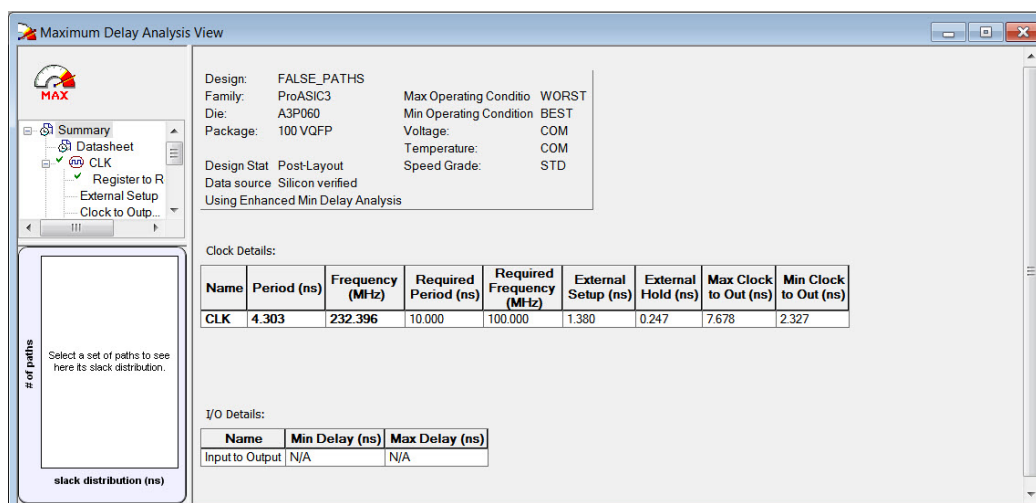 Maximum Delay Analysis View
MAX
Summary
Datasheet
CLK
Register to R
External Setup
Clock to Outp...
# of paths
Select a set of paths to see
here its slack distribution.
slack distribution (ns)
Design: FALSE_PATHS
Family: ProASIC3 Max Operating Conditio WORST
Die: A3P060 Min Operating Condition BEST
Package: 100 VQFP Voltage: COM
Temperature: COM
Design Stat Post-Layout Speed Grade: STD
Data source Silicon verified
Using Enhanced Min Delay Analysis
Clock Details:
Name Period (ns) Frequency (MHz) Required Period (ns) Required Frequency (MHz) External Setup (ns) External Hold (ns) Max Clock to Out (ns) Min Clock to Out (ns)
CLK 4.303 232.396 10.000 100.000 1.380 0.247 7.678 2.327
I/O Details:
Name Min Delay (ns) Max Delay (ns)
Input to Output N/A N/A